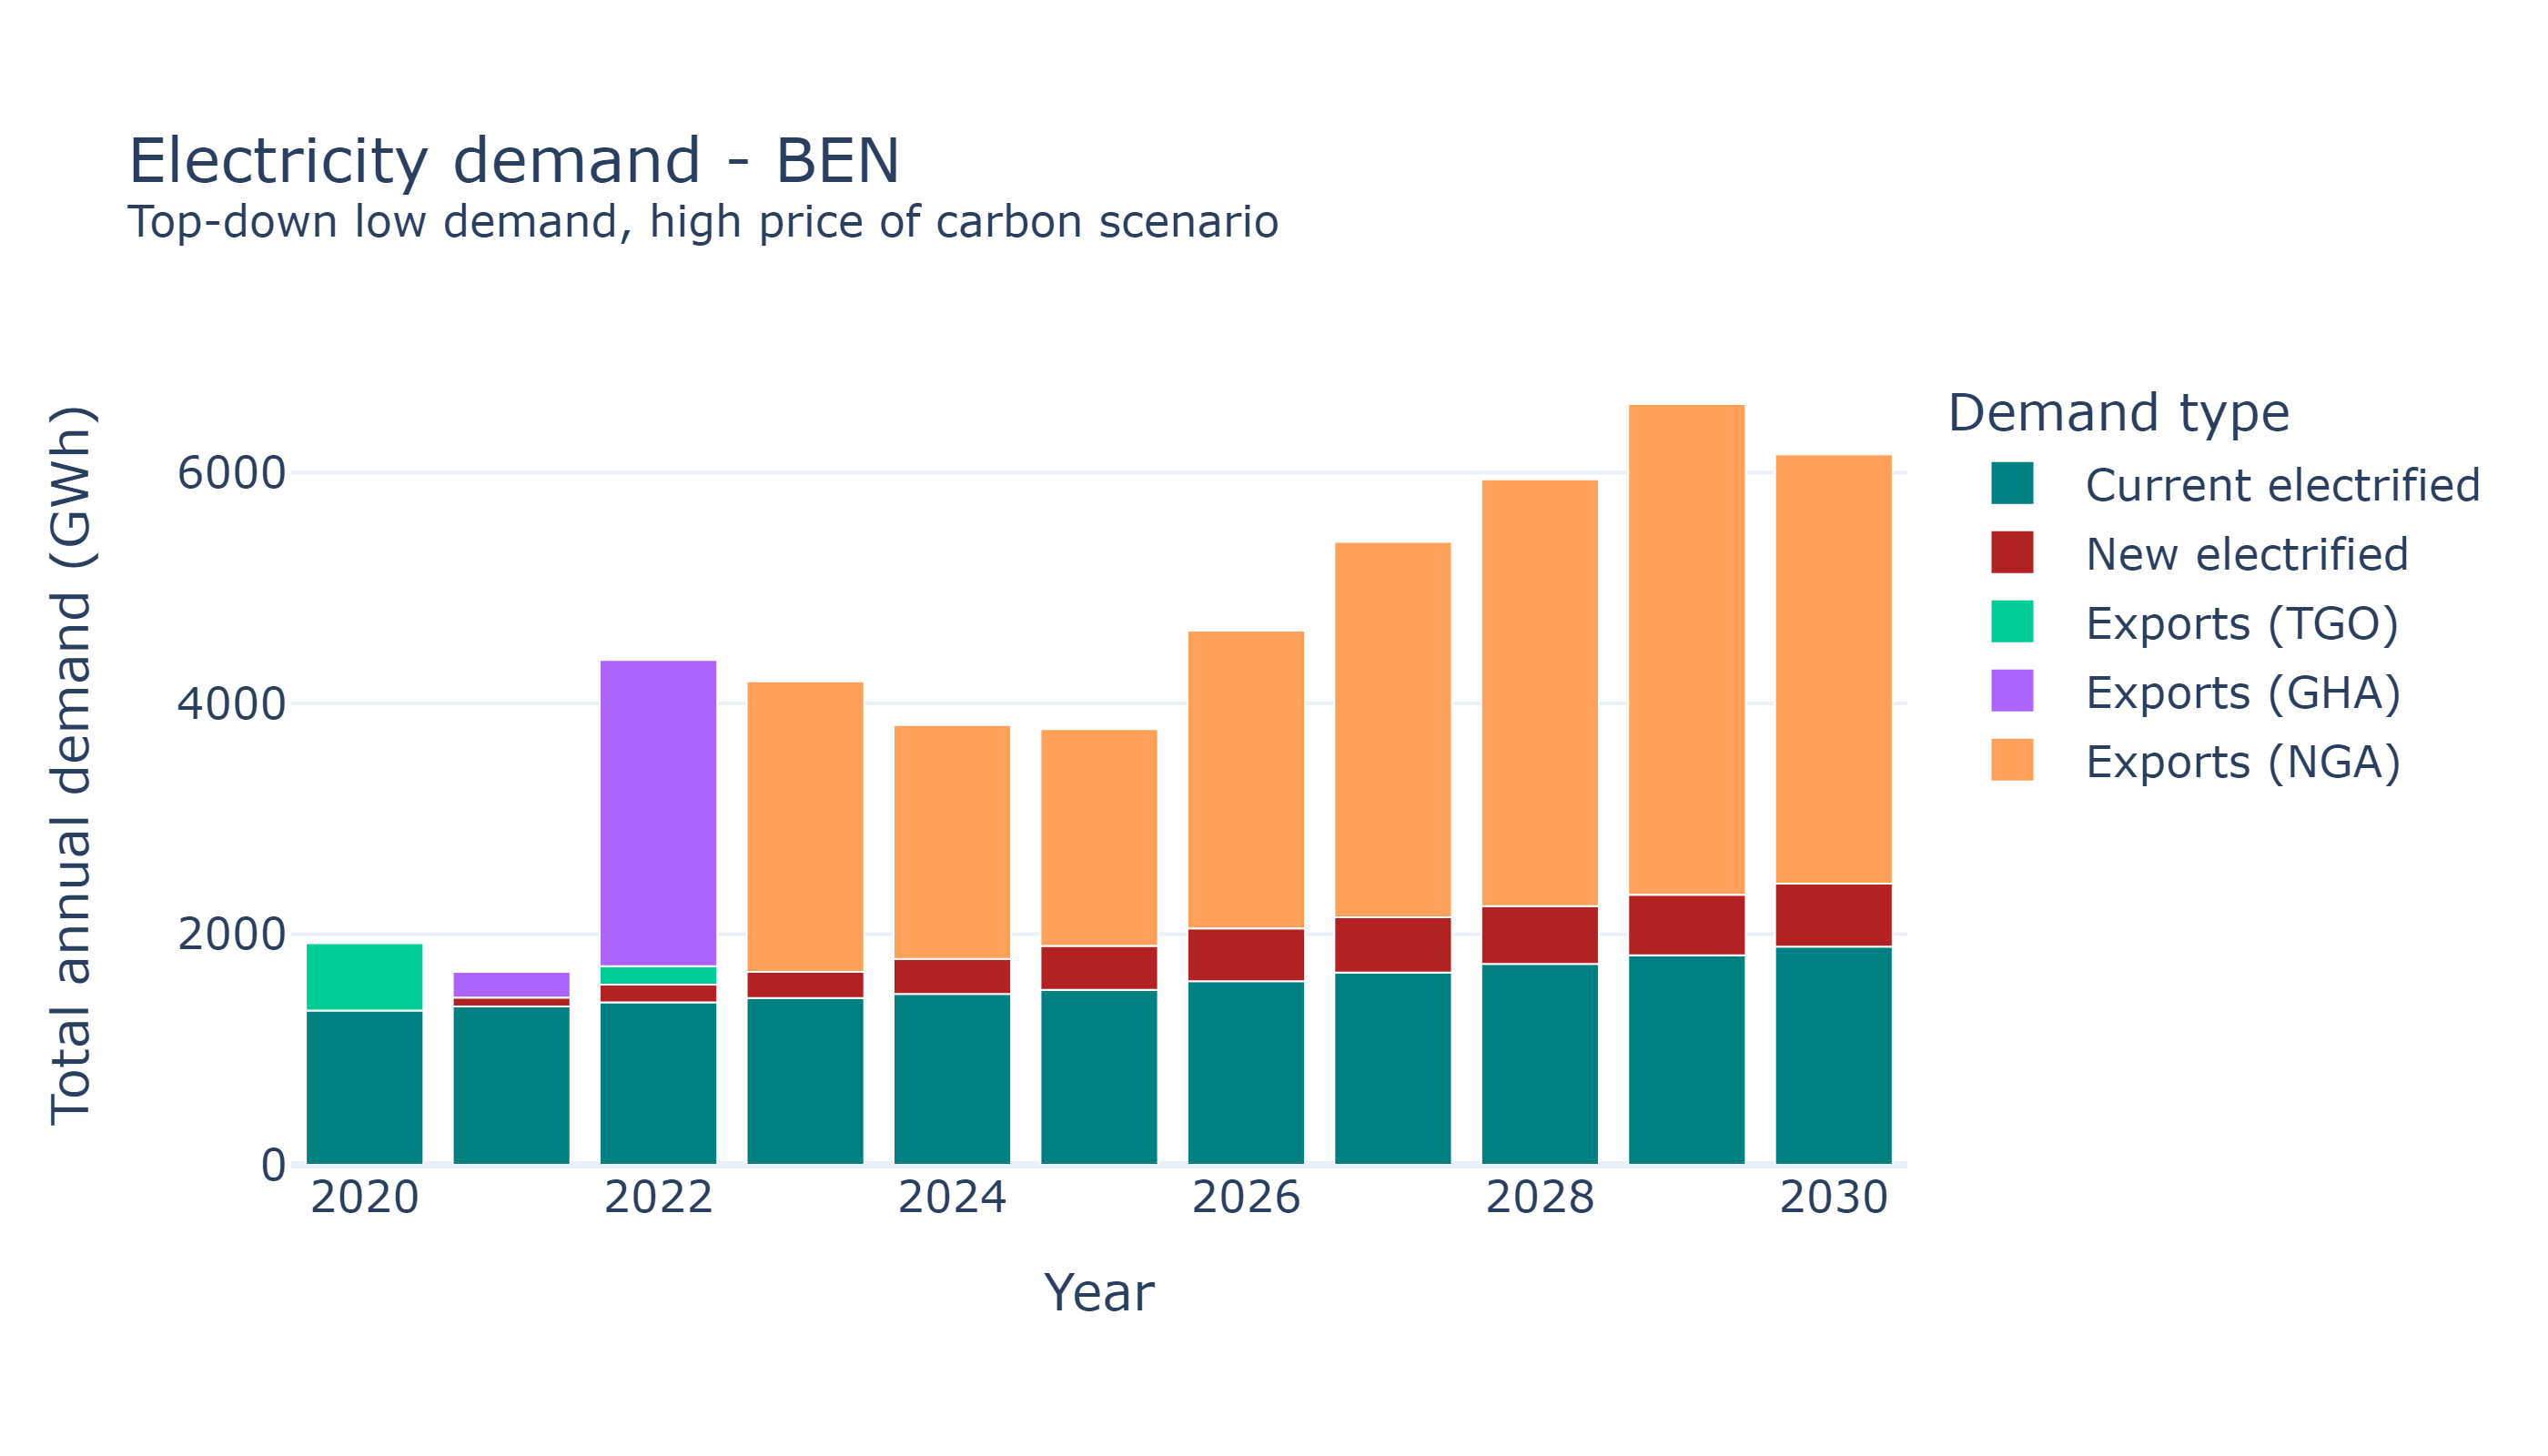 Electricity demand - BEN
Top-down low demand, high price of carbon scenario
Total annual demand (GWh)
6000
4000
2000
0
2020 2022 2024 2026 2028 2030
Year
Demand type
Current electrified
New electrified
Exports (TGO)
Exports (GHA)
Exports (NGA)